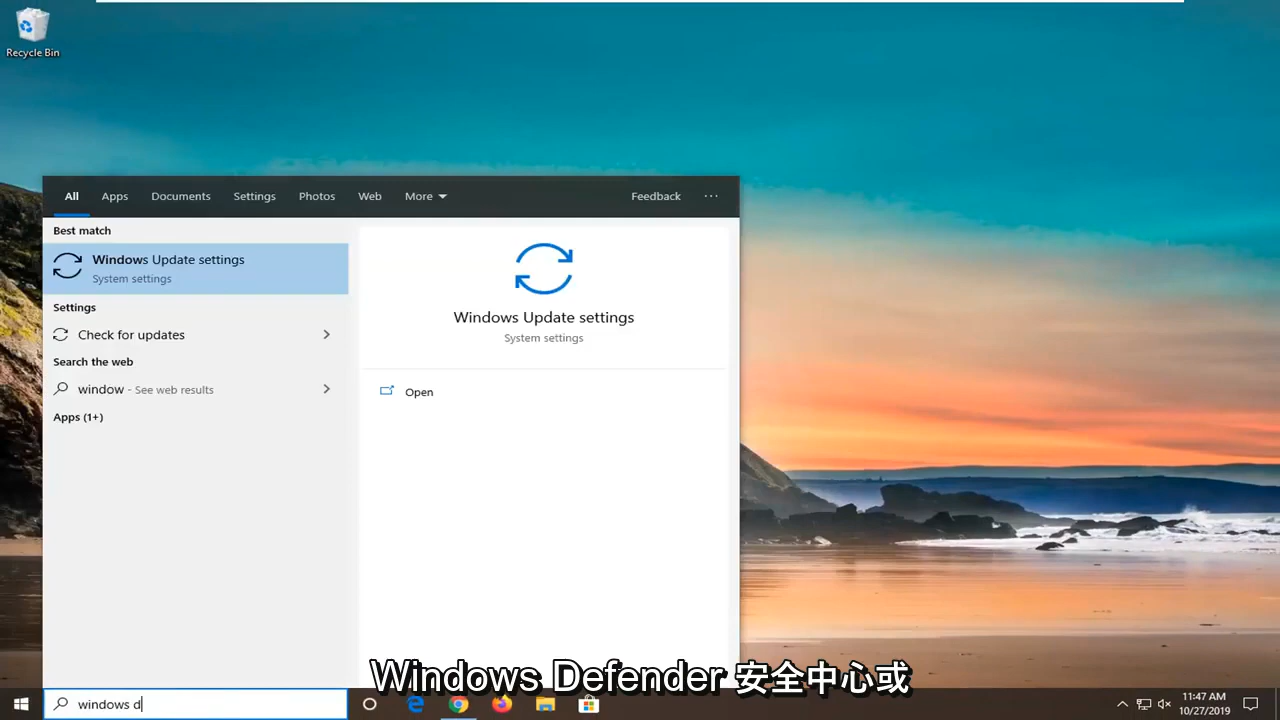 Recycle Bin
All Apps Documents Settings Photos Web More Feedback ···
Best match
Windows Update settings
System settings
Settings
Check for updates
Search the web
window - See web results
Apps (1+)
Windows Update settings
System settings
Open
Windows Defender 安全中心或
windows d
11:47 AM
10/27/2019